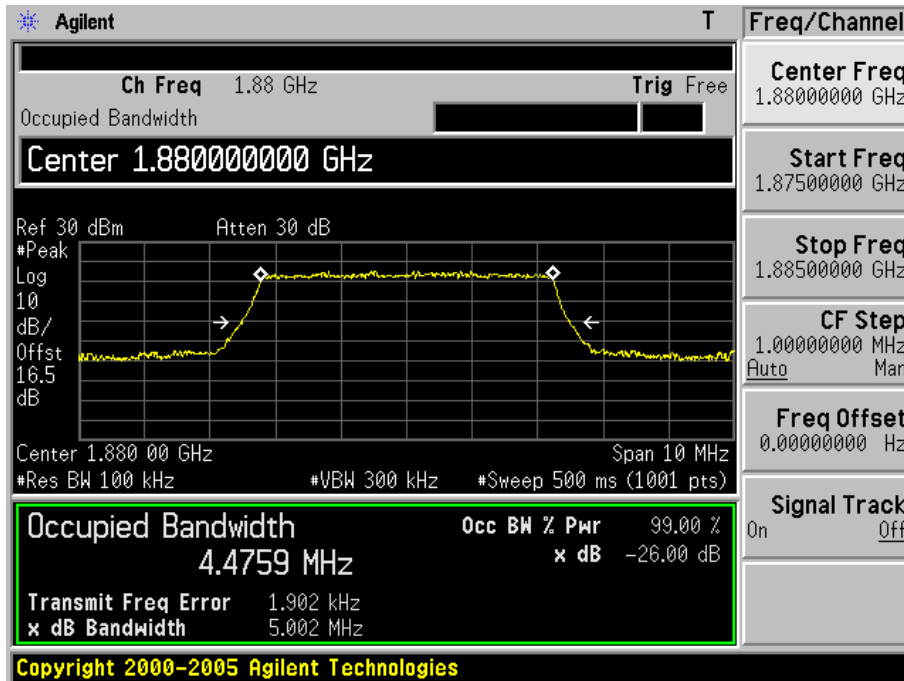 Agilent T
Freq/Channel
Ch Freq 1.88 GHz Trig Free
Occupied Bandwidth
Center 1.880000000 GHz
Ref 30 dBm Atten 30 dB
#Peak
Log
10
dB/
Offst
16.5
dB
Center 1.880 00 GHz Span 10 MHz
#Res BW 100 kHz #VBW 300 kHz #Sweep 500 ms (1001 pts)
Occupied Bandwidth Occ BW % Pwr 99.00 %
4.4759 MHz x dB -26.00 dB
Transmit Freq Error 1.902 kHz
x dB Bandwidth 5.002 MHz
Center Freq
1.88000000 GHz
Start Freq
1.87500000 GHz
Stop Freq
1.88500000 GHz
CF Step
1.00000000 MHz
Auto Man
Freq Offset
0.00000000 Hz
Signal Track
On Off
Copyright 2000-2005 Agilent Technologies